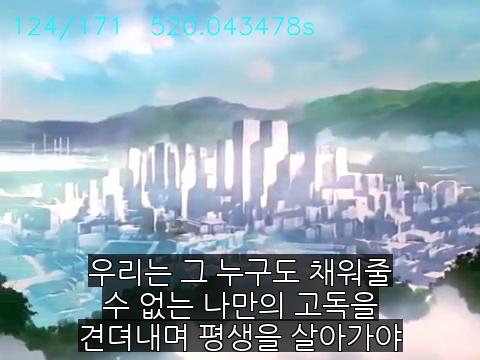 124/171 520.043478s
우리는 그 누구도 채워줄
수 없는 나만의 고독을
견뎌내며 평생을 살아가야